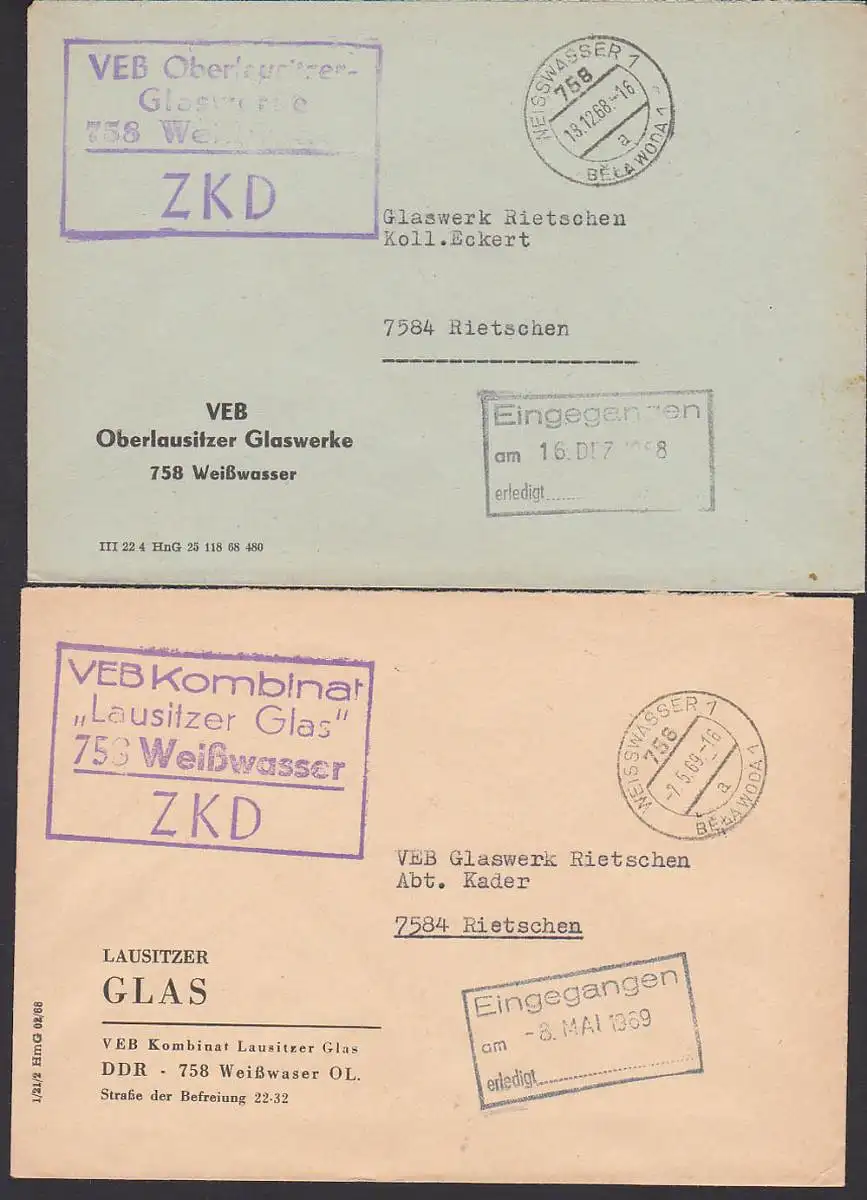 VEB Oberlausitzer-
Glaswerke
758
ZKD
WEISSWASSER 1
758
13.12.68.-16
a
BĚŁA WODA 1
Glaswerk Rietschen
Koll.Eckert
7584 Rietschen
VEB
Oberlausitzer Glaswerke
758 Weißwasser
Eingegangen
am 16. DEZ 1968
erledigt
III 22 4 HnG 25 118 68 480
VEB Kombinat
„Lausitzer Glas"
758 Weißwasser
ZKD
WEISSWASSER 1
758
-7.5.69.-16
a
BĚŁA WODA 1
VEB Glaswerk Rietschen
Abt. Kader
7584 Rietschen
LAUSITZER
GLAS
VEB Kombinat Lausitzer Glas
DDR - 758 Weißwaser OL.
Straße der Befreiung 22-32
1/21/2 HmG 02/68
Eingegangen
am -8. MAI 1969
erledigt